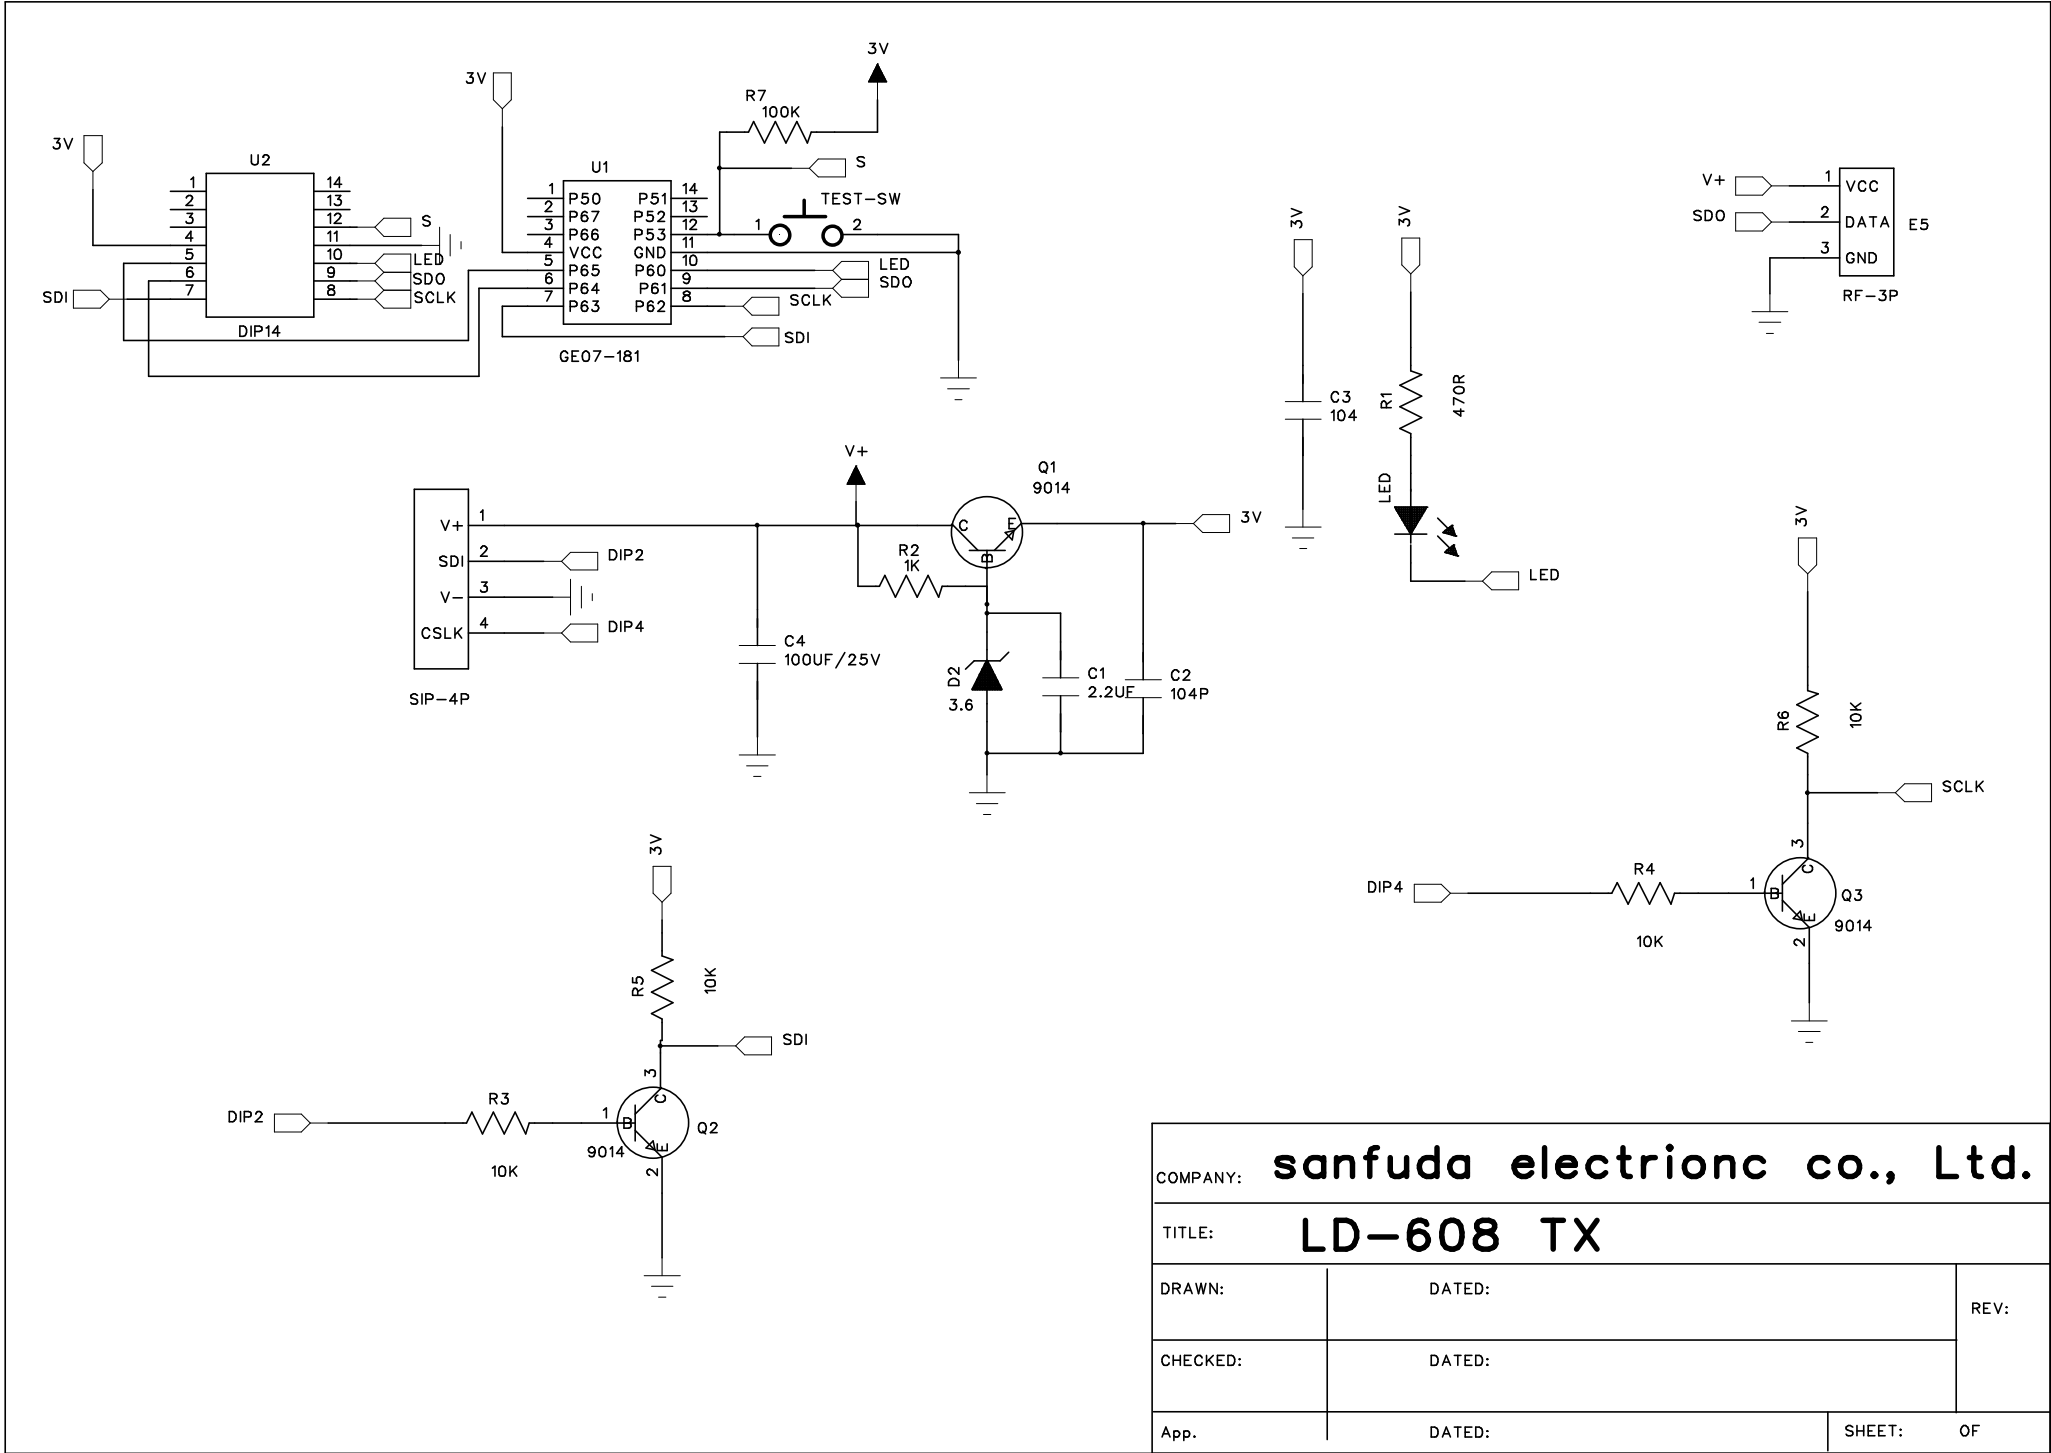 3V
U2
1
2
3
4
5
6
7
14
13
12
11
10
9
8
S
LED
SDO
SCLK
SDI
DIP14
3V
U1
1 P50
2 P67
3 P66
4 VCC
5 P65
6 P64
7 P63
P51 14
P52 13
P53 12
GND 11
P60 10
P61 9
P62 8
GE07-181
R7
100K
3V
S
TEST-SW
1
2
LED
SDO
SCLK
SDI
3V
C3
104
3V
R1
470R
LED
LED
V+
SDO
1 VCC
2 DATA
3 GND
E5
RF-3P
V+ 1
SDI 2
V- 3
CSLK 4
DIP2
DIP4
SIP-4P
V+
C4
100UF/25V
R2
1K
Q1
9014
C
B
E
3V
D2
3.6
C1
2.2UF
C2
104P
3V
R6
10K
SCLK
DIP4
R4
10K
1
3
2
B
C
E
Q3
9014
3V
R5
10K
SDI
DIP2
R3
10K
1
3
2
B
C
E
Q2
9014
COMPANY: sanfuda electrionc co., Ltd.
TITLE: LD-608 TX
DRAWN: DATED:
REV:
CHECKED: DATED:
App. DATED: SHEET: OF